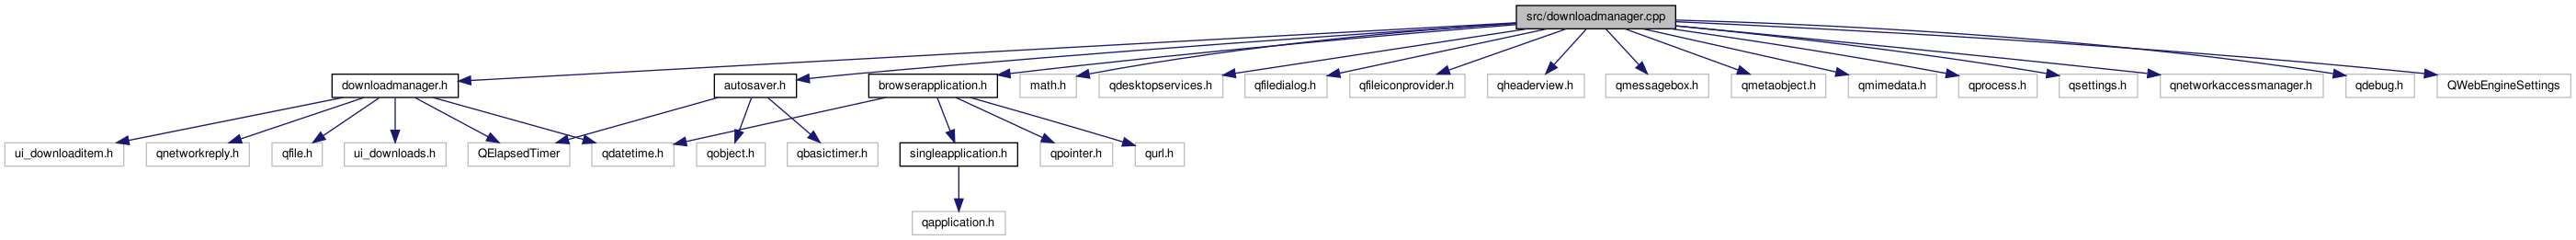 src/downloadmanager.cpp
downloadmanager.h
autosaver.h
browserapplication.h
math.h
qdesktopservices.h
qfiledialog.h
qfileiconprovider.h
qheaderview.h
qmessagebox.h
qmetaobject.h
qmimedata.h
qprocess.h
qsettings.h
qnetworkaccessmanager.h
qdebug.h
QWebEngineSettings
ui_downloaditem.h
qnetworkreply.h
qfile.h
ui_downloads.h
QElapsedTimer
qdatetime.h
qobject.h
qbasictimer.h
singleapplication.h
qpointer.h
qurl.h
qapplication.h